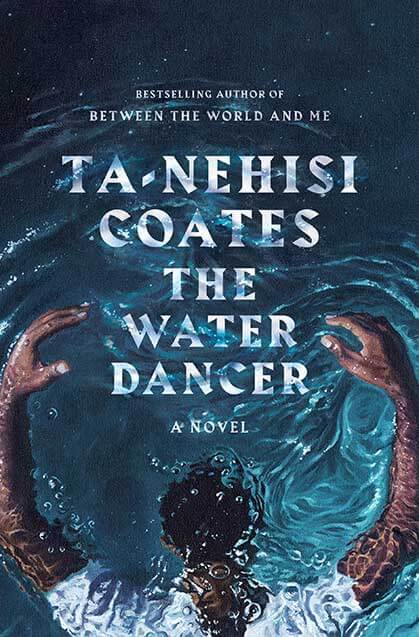 BESTSELLING AUTHOR OF
BETWEEN THE WORLD AND ME
TA-NEHISI
COATES
THE
WATER
DANCER
A NOVEL